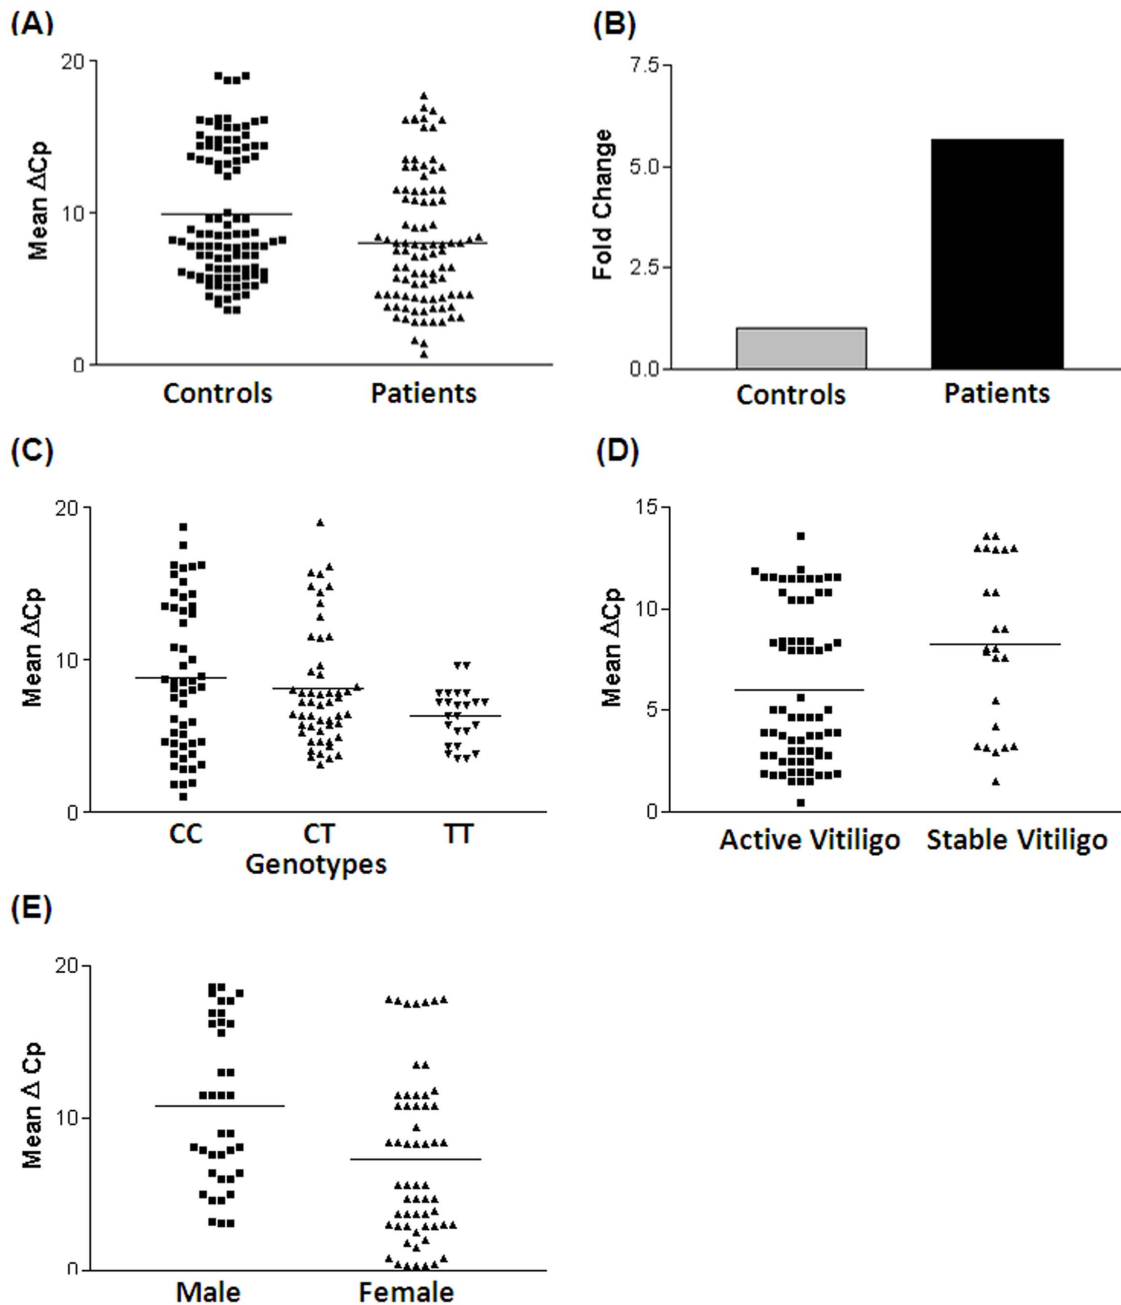 (A)
Mean ΔCp
20
10
0
Controls Patients
(B)
Fold Change
7.5
5.0
2.5
0.0
Controls Patients
(C)
Mean ΔCp
20
10
0
CC CT TT
Genotypes
(D)
Mean ΔCp
15
10
5
0
Active Vitiligo Stable Vitiligo
(E)
Mean Δ Cp
20
10
0
Male Female